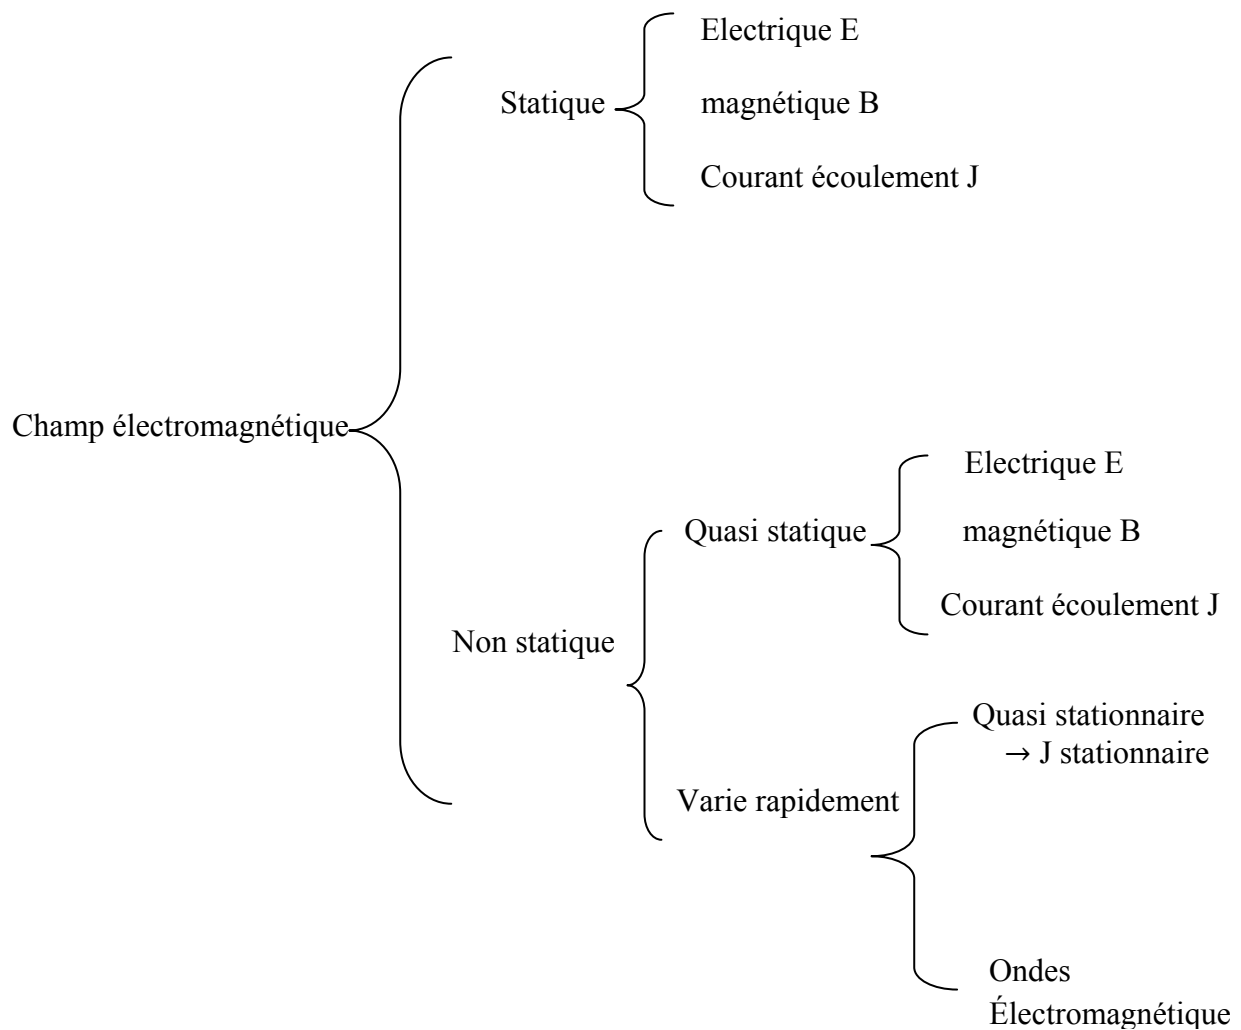 Electrique E
Statique
magnétique B
Courant écoulement J
Champ électromagnétique
Electrique E
Quasi statique
magnétique B
Courant écoulement J
Non statique
Quasi stationnaire
→ J stationnaire
Varie rapidement
Ondes
Électromagnétique